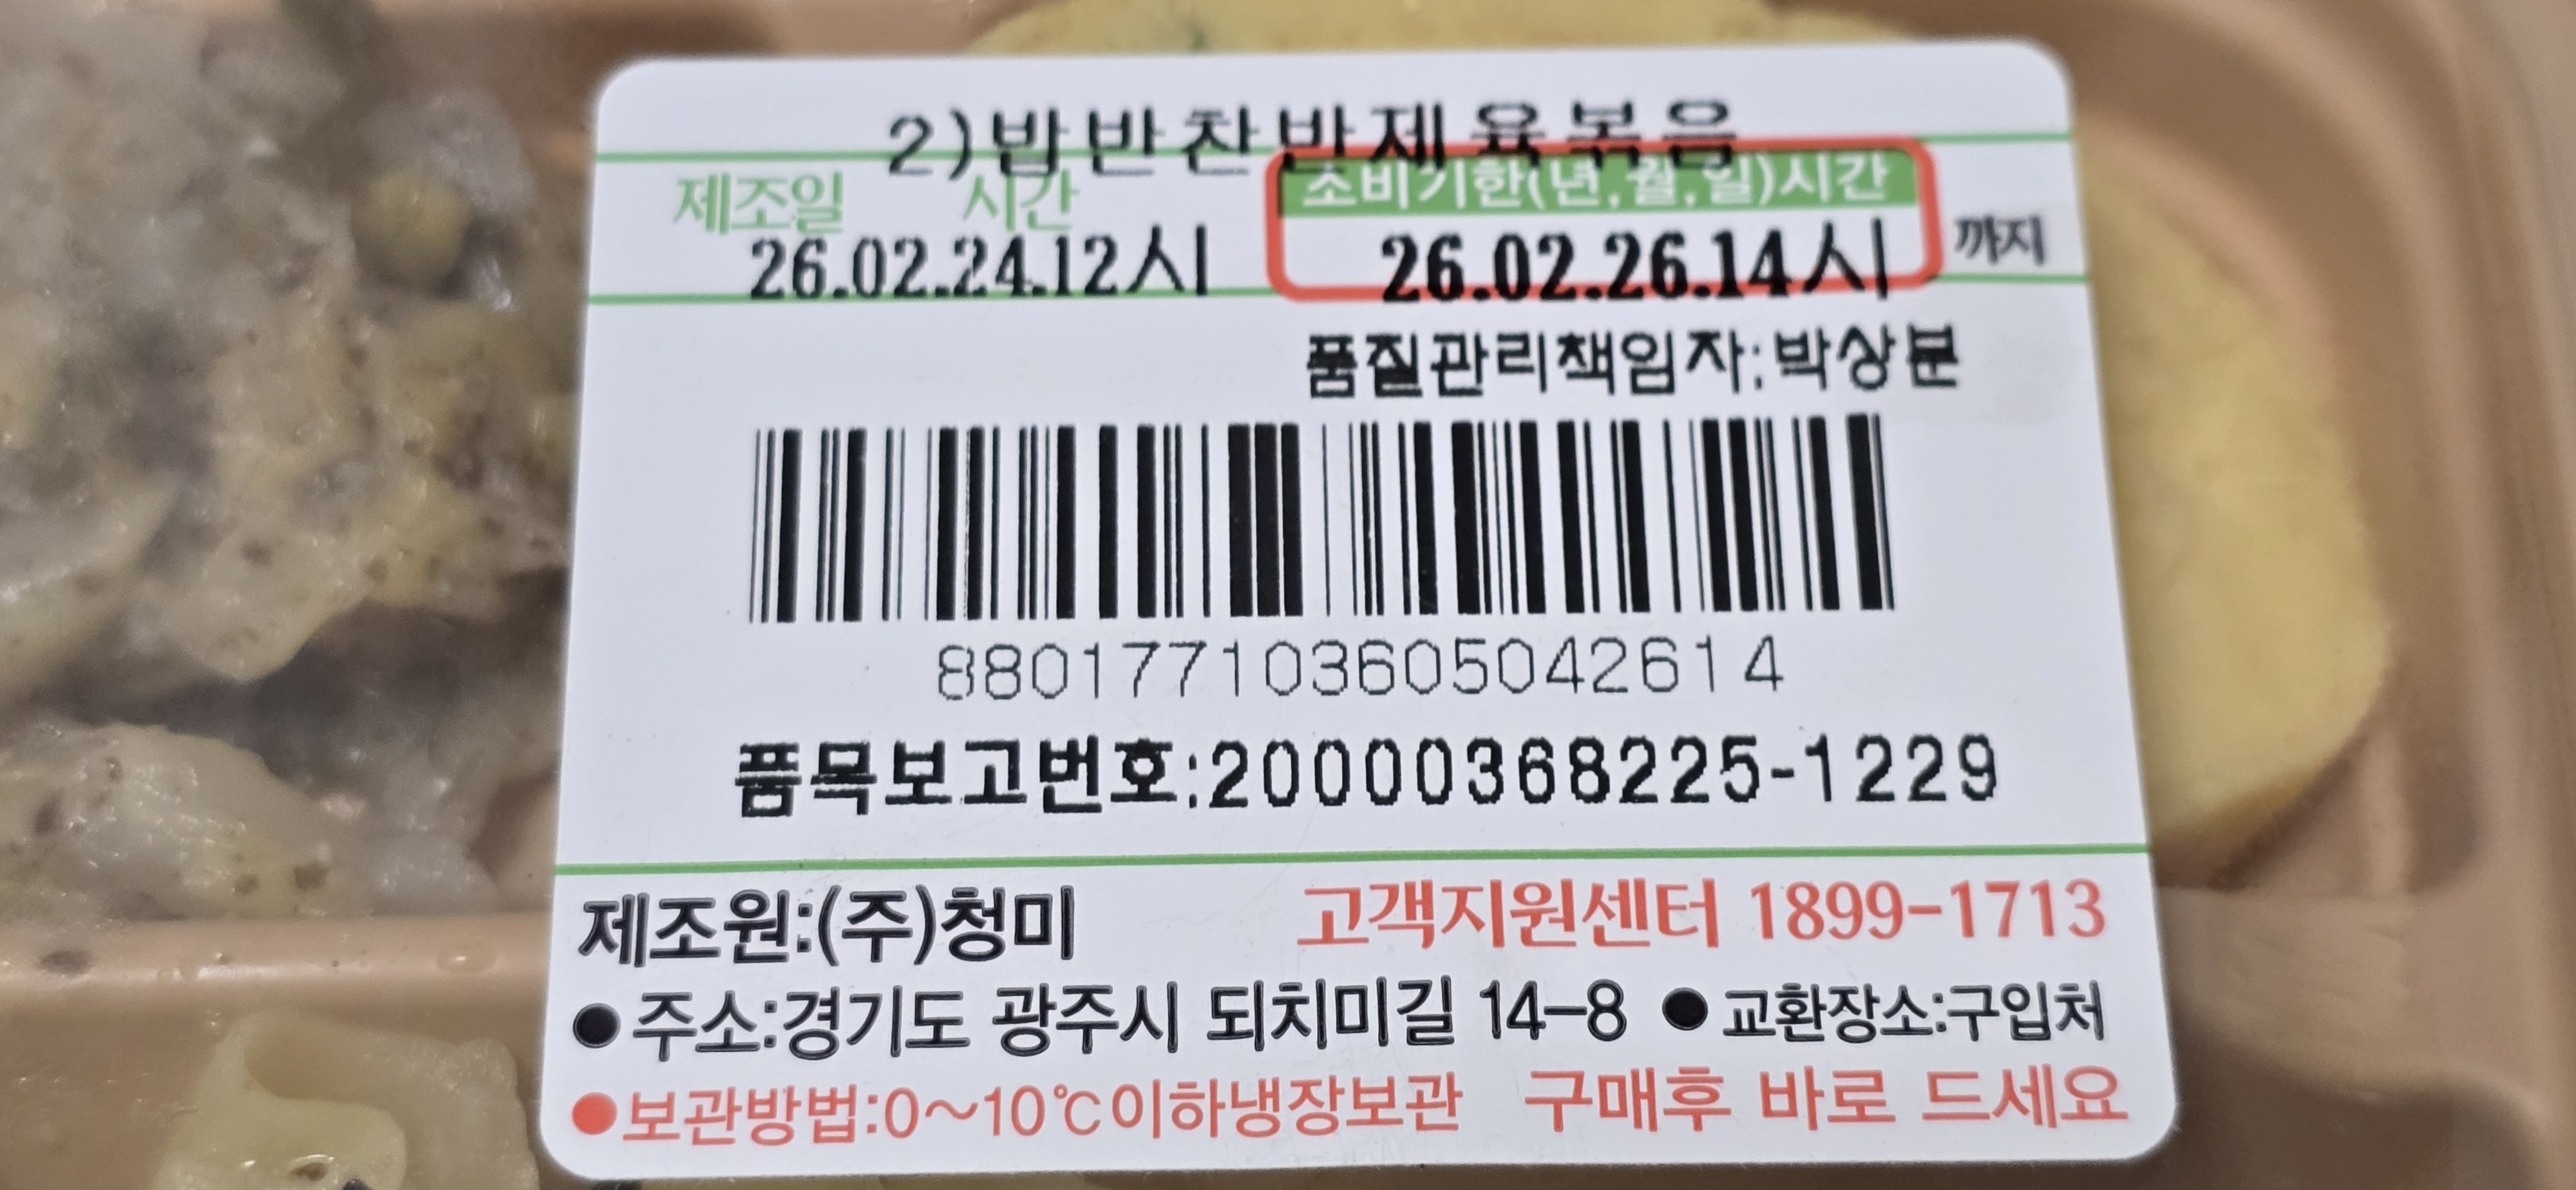 2)밥반찬반제육볶음
제조일 시간 소비기한(년,월,일)시간
26.02.24.12시 26.02.26.14시 까지
품질관리책임자:박상분
880177103605042614
품목보고번호:20000368225-1229
제조원:(주)청미 고객지원센터 1899-1713
●주소:경기도 광주시 되치미길 14-8 ●교환장소:구입처
●보관방법:0~10℃이하냉장보관 구매후 바로 드세요